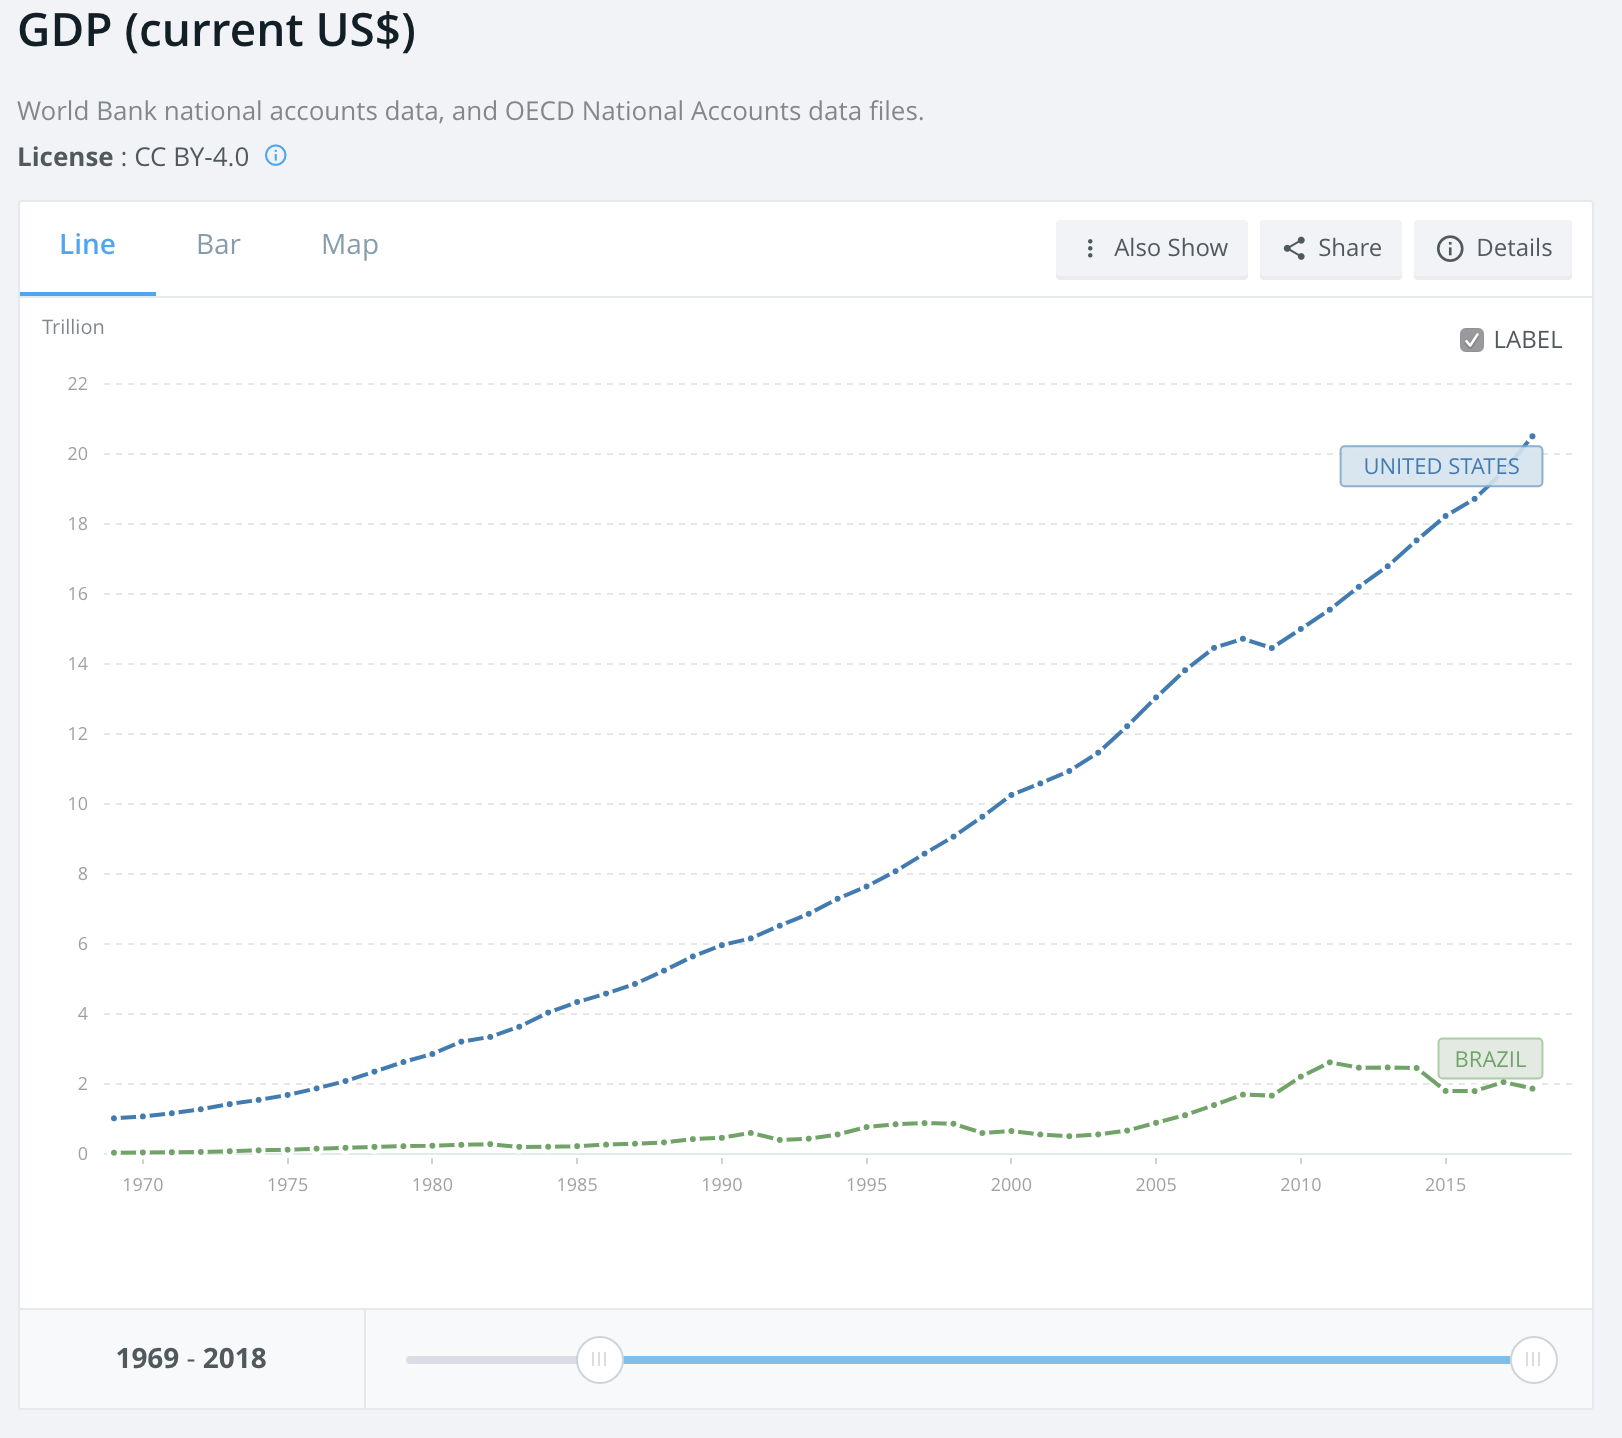 GDP (current US$)
World Bank national accounts data, and OECD National Accounts data files.
License : CC BY-4.0
Line Bar Map Also Show Share Details
Trillion
LABEL
22
20
UNITED STATES
18
16
14
12
10
8
6
4
BRAZIL
2
0
1970 1975 1980 1985 1990 1995 2000 2005 2010 2015
1969 - 2018